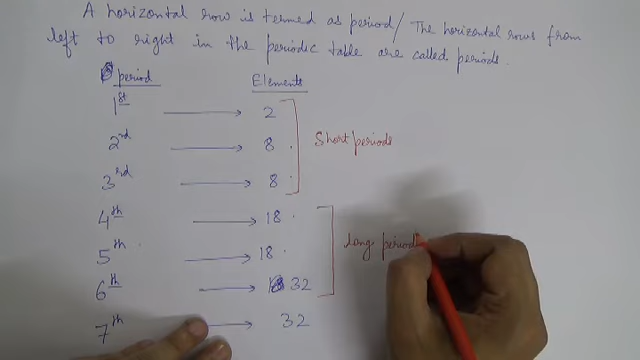 A horizontal row is termed as period/ The horizontal rows from
left to right in the periodic table are called periods.
period Elements
1st → 2
2nd → 8
3rd → 8
Short periods
4th → 18
5th → 18
6th → 32
long period
7th → 32